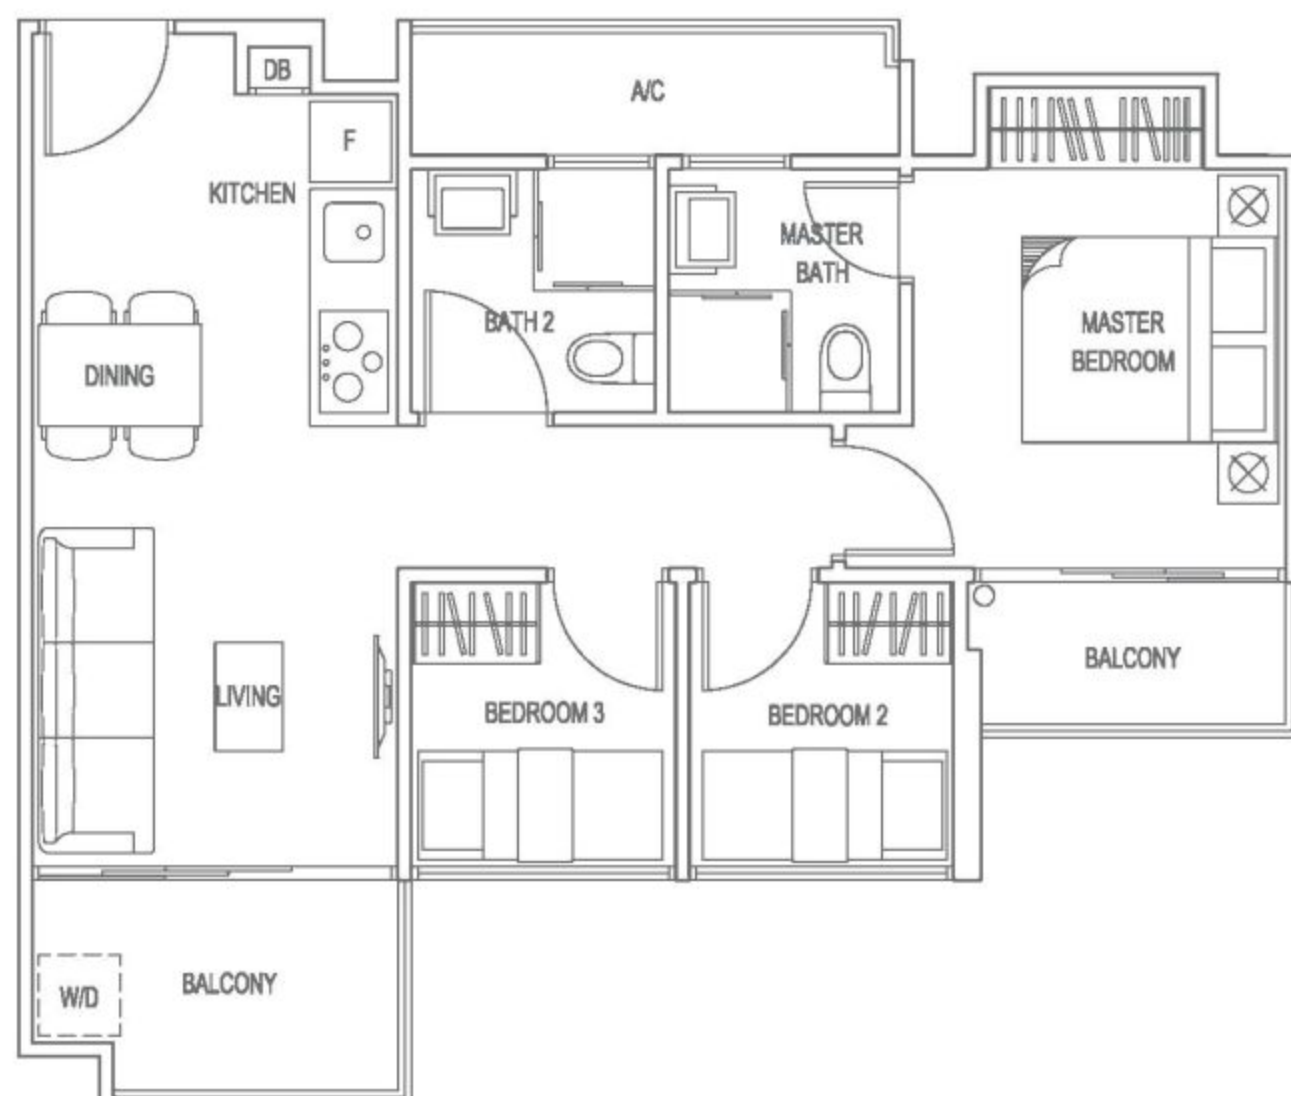 DB
A/C
F
KITCHEN
MASTER
BATH
BATH 2
MASTER
BEDROOM
DINING
LIVING
BEDROOM 3
BEDROOM 2
BALCONY
W/D
BALCONY